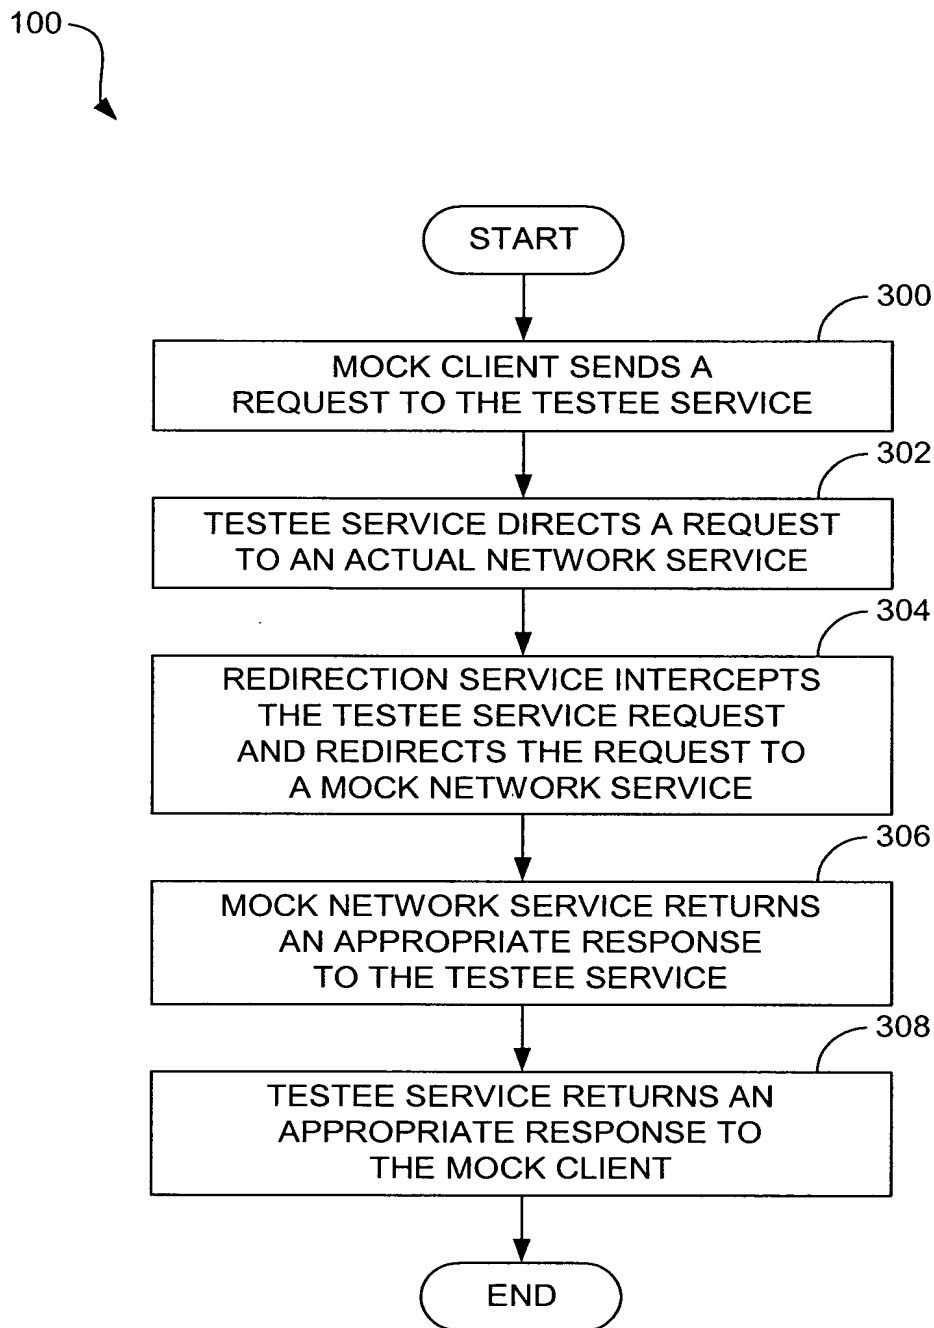 100
START
300
MOCK CLIENT SENDS A
REQUEST TO THE TESTEE SERVICE
302
TESTEE SERVICE DIRECTS A REQUEST
TO AN ACTUAL NETWORK SERVICE
304
REDIRECTION SERVICE INTERCEPTS
THE TESTEE SERVICE REQUEST
AND REDIRECTS THE REQUEST TO
A MOCK NETWORK SERVICE
306
MOCK NETWORK SERVICE RETURNS
AN APPROPRIATE RESPONSE
TO THE TESTEE SERVICE
308
TESTEE SERVICE RETURNS AN
APPROPRIATE RESPONSE TO
THE MOCK CLIENT
END